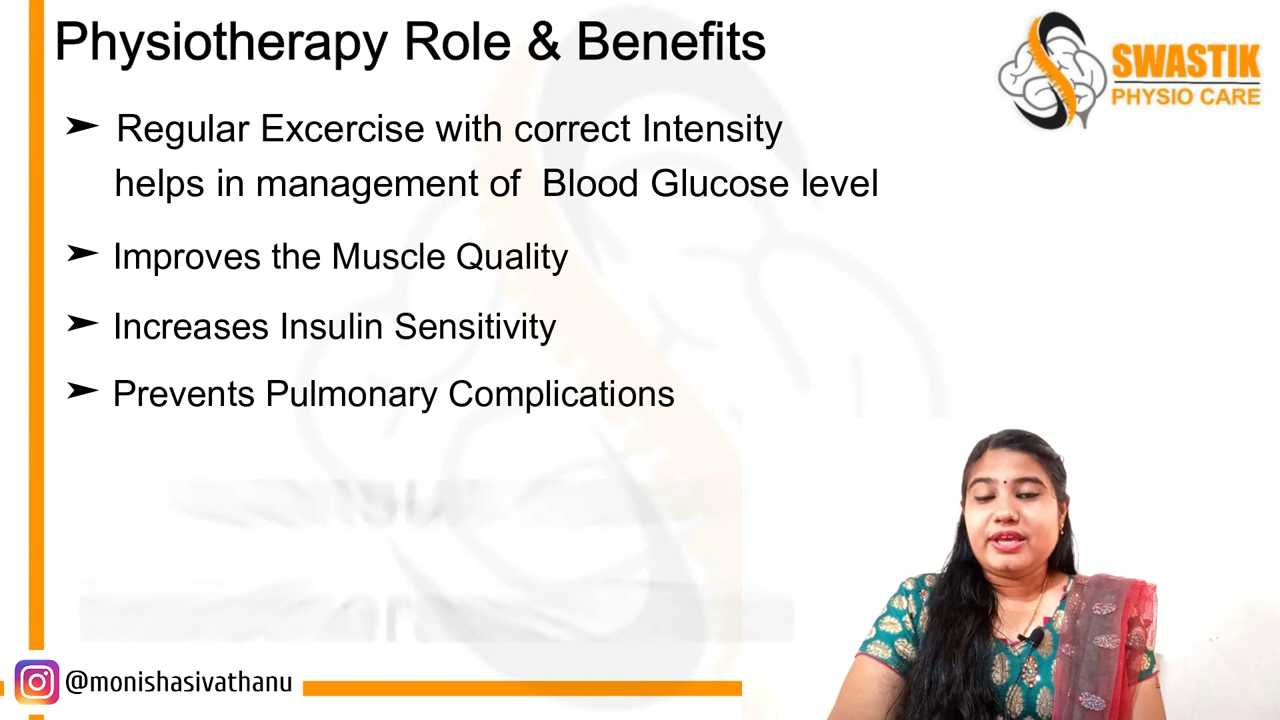 Physiotherapy Role & Benefits
SWASTIK
PHYSIO CARE
➤ Regular Excercise with correct Intensity
helps in management of Blood Glucose level
➤ Improves the Muscle Quality
➤ Increases Insulin Sensitivity
➤ Prevents Pulmonary Complications
@monishasivathanu